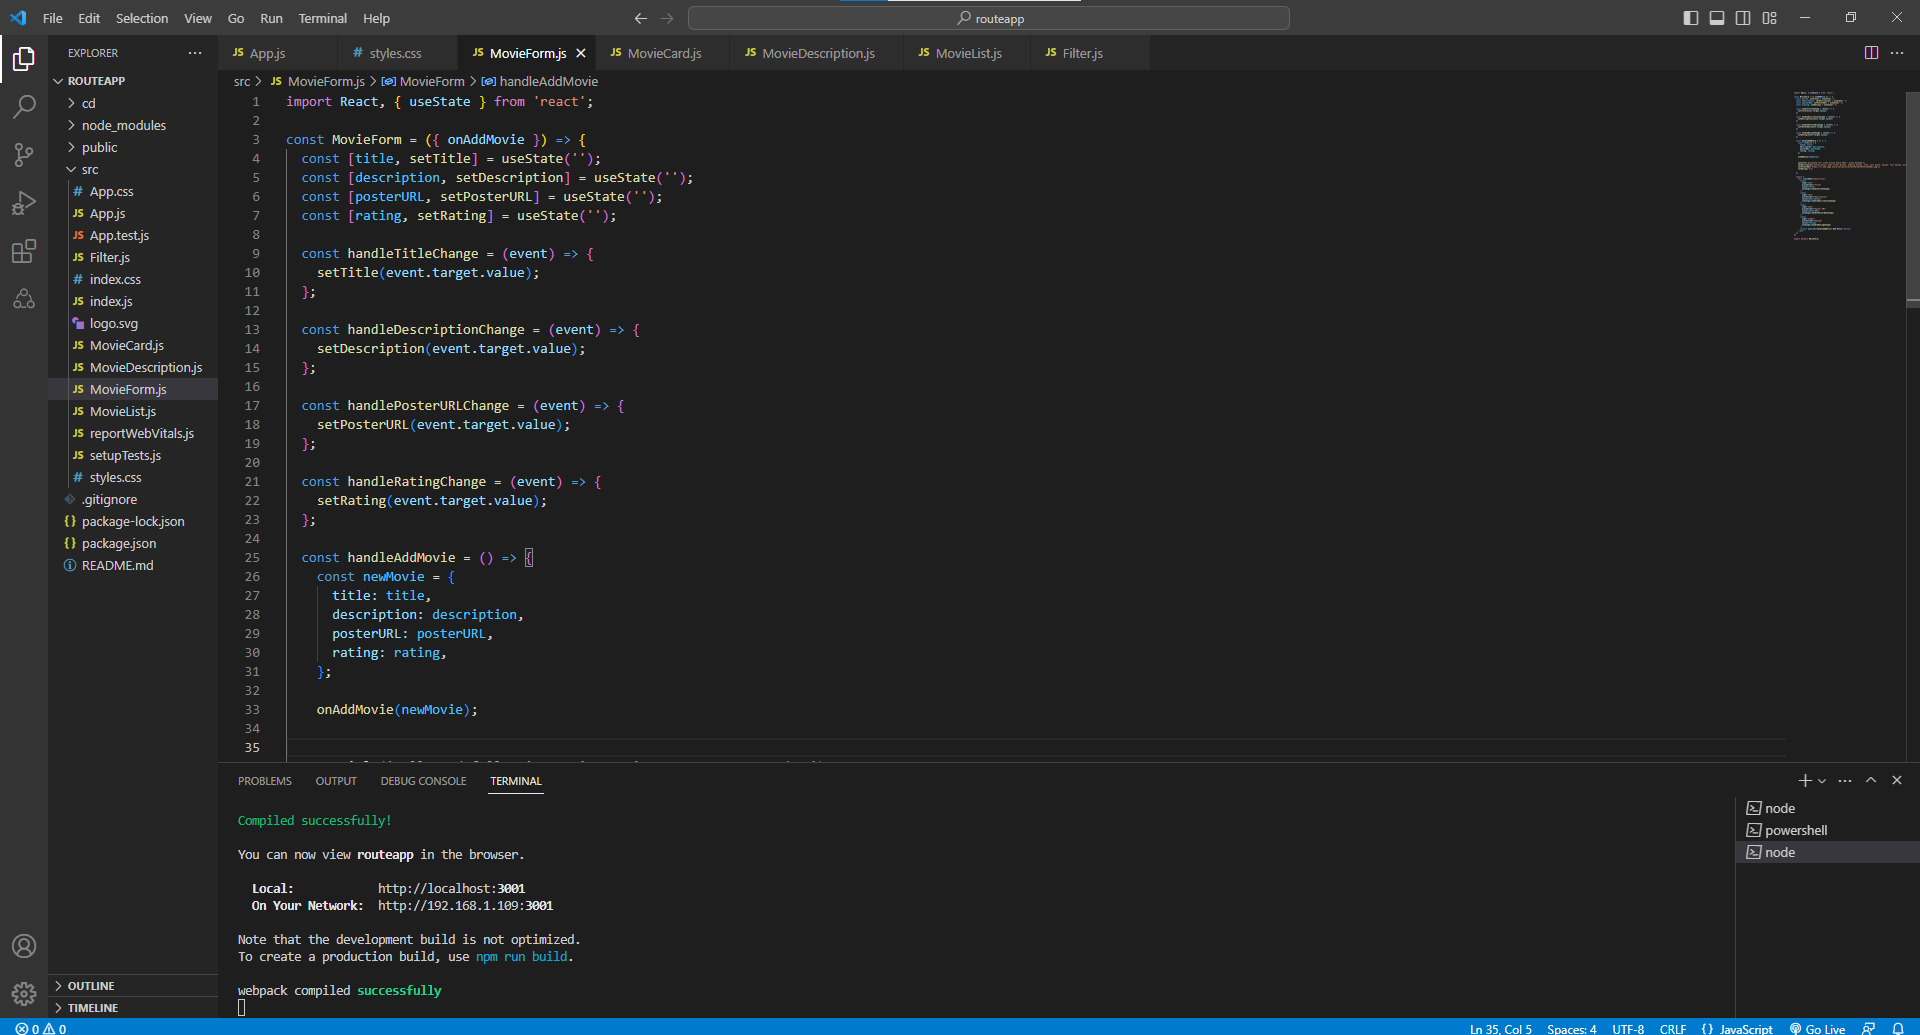 File Edit Selection View Go Run Terminal Help
routeapp
EXPLORER
ROUTEAPP
cd
node_modules
public
src
# App.css
JS App.js
JS App.test.js
JS Filter.js
# index.css
JS index.js
logo.svg
JS MovieCard.js
JS MovieDescription.js
JS MovieForm.js
JS MovieList.js
JS reportWebVitals.js
JS setupTests.js
# styles.css
.gitignore
{} package-lock.json
{} package.json
README.md
OUTLINE
TIMELINE
JS App.js # styles.css JS MovieForm.js JS MovieCard.js JS MovieDescription.js JS MovieList.js JS Filter.js
src > JS MovieForm.js > MovieForm > handleAddMovie
1 import React, { useState } from 'react';
2
3 const MovieForm = ({ onAddMovie }) => {
4 const [title, setTitle] = useState('');
5 const [description, setDescription] = useState('');
6 const [posterURL, setPosterURL] = useState('');
7 const [rating, setRating] = useState('');
8
9 const handleTitleChange = (event) => {
10 setTitle(event.target.value);
11 };
12
13 const handleDescriptionChange = (event) => {
14 setDescription(event.target.value);
15 };
16
17 const handlePosterURLChange = (event) => {
18 setPosterURL(event.target.value);
19 };
20
21 const handleRatingChange = (event) => {
22 setRating(event.target.value);
23 };
24
25 const handleAddMovie = () => {
26 const newMovie = {
27 title: title,
28 description: description,
29 posterURL: posterURL,
30 rating: rating,
31 };
32
33 onAddMovie(newMovie);
34
35
PROBLEMS OUTPUT DEBUG CONSOLE TERMINAL
Compiled successfully!
You can now view routeapp in the browser.
Local: http://localhost:3001
On Your Network: http://192.168.1.109:3001
Note that the development build is not optimized.
To create a production build, use npm run build.
webpack compiled successfully
node
powershell
node
0 0
Ln 35, Col 5 Spaces: 4 UTF-8 CRLF {} JavaScript Go Live